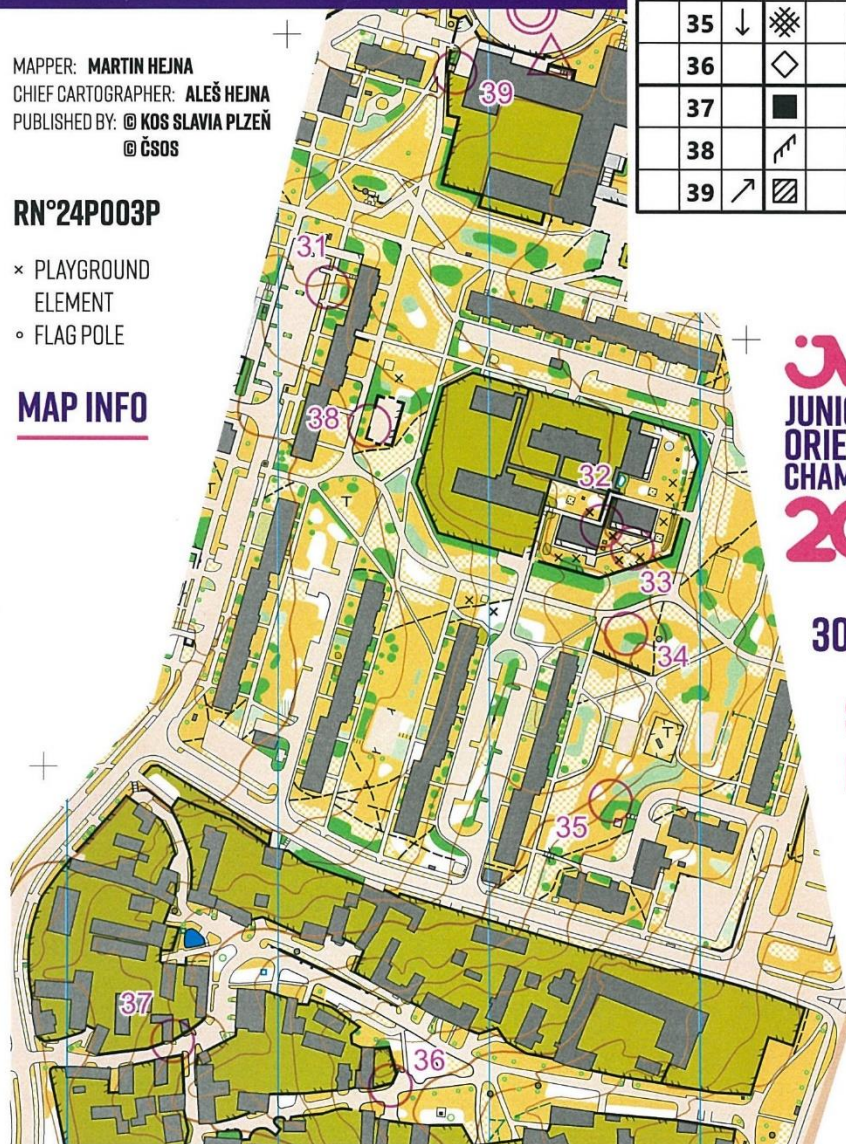 35
36
37
38
39
MAPPER: MARTIN HEJNA
CHIEF CARTOGRAPHER: ALEŠ HEJNA
PUBLISHED BY: © KOS SLAVIA PLZEŇ
© ČSOS
RN°24P003P
× PLAYGROUND
ELEMENT
∘ FLAG POLE
MAP INFO
39
31
38
32
33
34
35
37
36
JUNIO
ORIE
CHAM
20
30